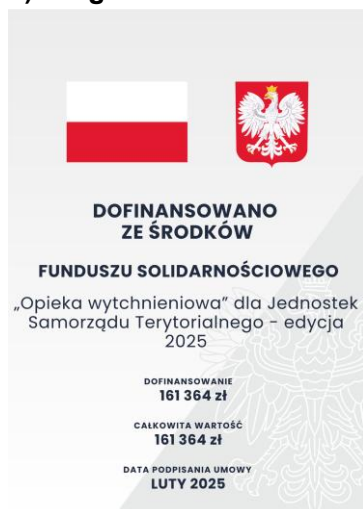 DOFINANSOWANO
ZE ŚRODKÓW
FUNDUSZU SOLIDARNOŚCIOWEGO
„Opieka wytchnieniowa” dla Jednostek
Samorządu Terytorialnego - edycja
2025
DOFINANSOWANIE
161 364 zł
CAŁKOWITA WARTOŚĆ
161 364 zł
DATA PODPISANIA UMOWY
LUTY 2025